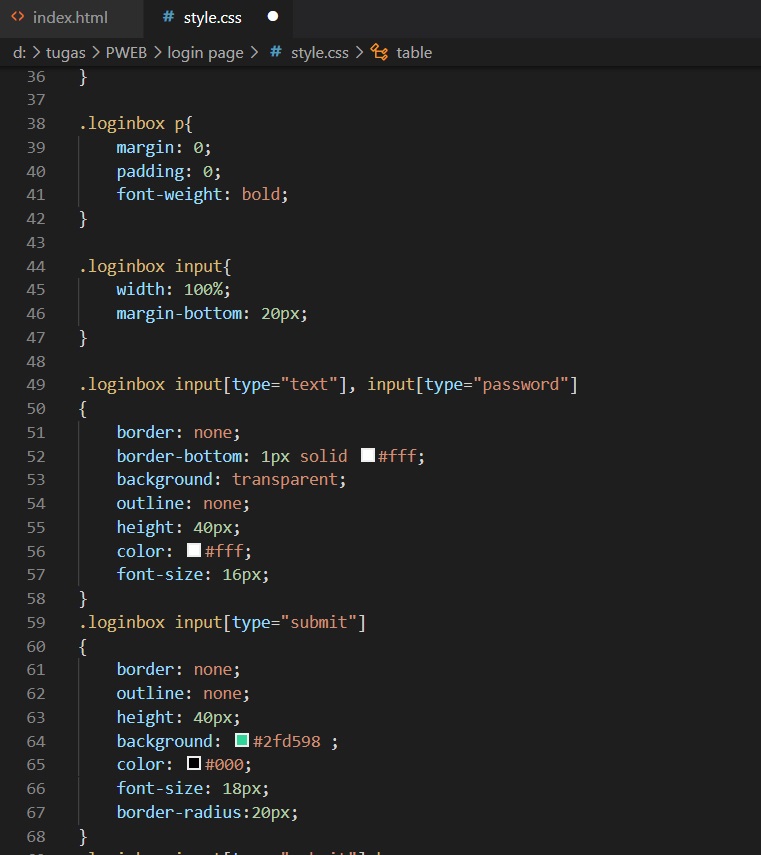 index.html # style.css
d: > tugas > PWEB > login page > # style.css > table
36 }
37
38 .loginbox p{
39 margin: 0;
40 padding: 0;
41 font-weight: bold;
42 }
43
44 .loginbox input{
45 width: 100%;
46 margin-bottom: 20px;
47 }
48
49 .loginbox input[type="text"], input[type="password"]
50 {
51 border: none;
52 border-bottom: 1px solid #fff;
53 background: transparent;
54 outline: none;
55 height: 40px;
56 color: #fff;
57 font-size: 16px;
58 }
59 .loginbox input[type="submit"]
60 {
61 border: none;
62 outline: none;
63 height: 40px;
64 background: #2fd598 ;
65 color: #000;
66 font-size: 18px;
67 border-radius:20px;
68 }